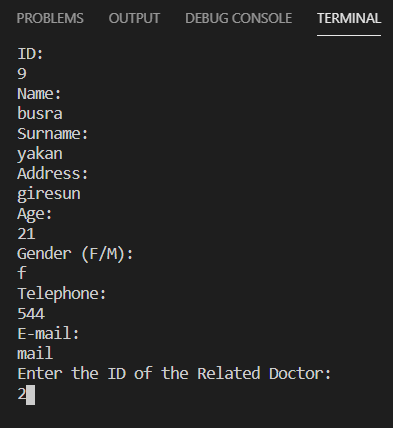 PROBLEMS OUTPUT DEBUG CONSOLE TERMINAL
ID:
9
Name:
busra
Surname:
yakan
Address:
giresun
Age:
21
Gender (F/M):
f
Telephone:
544
E-mail:
mail
Enter the ID of the Related Doctor:
2